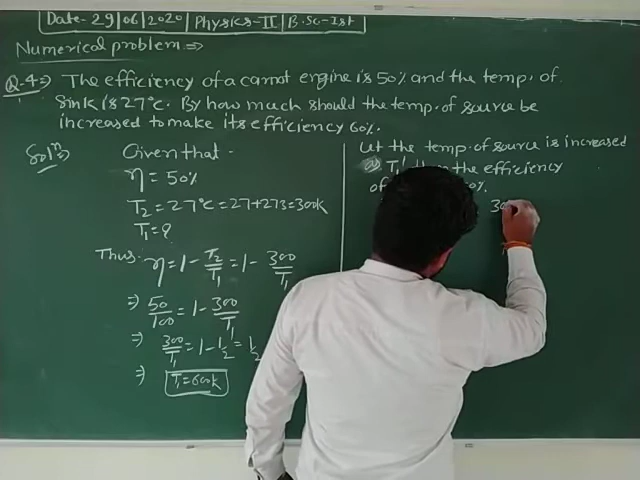 Date- 29|06|2020|Physics-II|B.Sc-Ist
Numerical problem ⇒
Q.4⇒ The efficiency of a carnot engine is 50% and the temp. of
sink is 27°c. By how much should the temp. of source be
increased to make its efficiency 60%.
Solⁿ⇒ Given that -
η = 50%
T₂ = 27°c = 27+273 = 300k
T₁ = ?
Thus η = 1 - T₂/T₁ = 1 - 300/T₁
⇒ 50/100 = 1 - 300/T₁
⇒ 300/T₁ = 1 - 1/2 = 1/2
⇒ T₁ = 600k
Let the temp. of source is increased
T₁' the efficiency
of 0%.
30